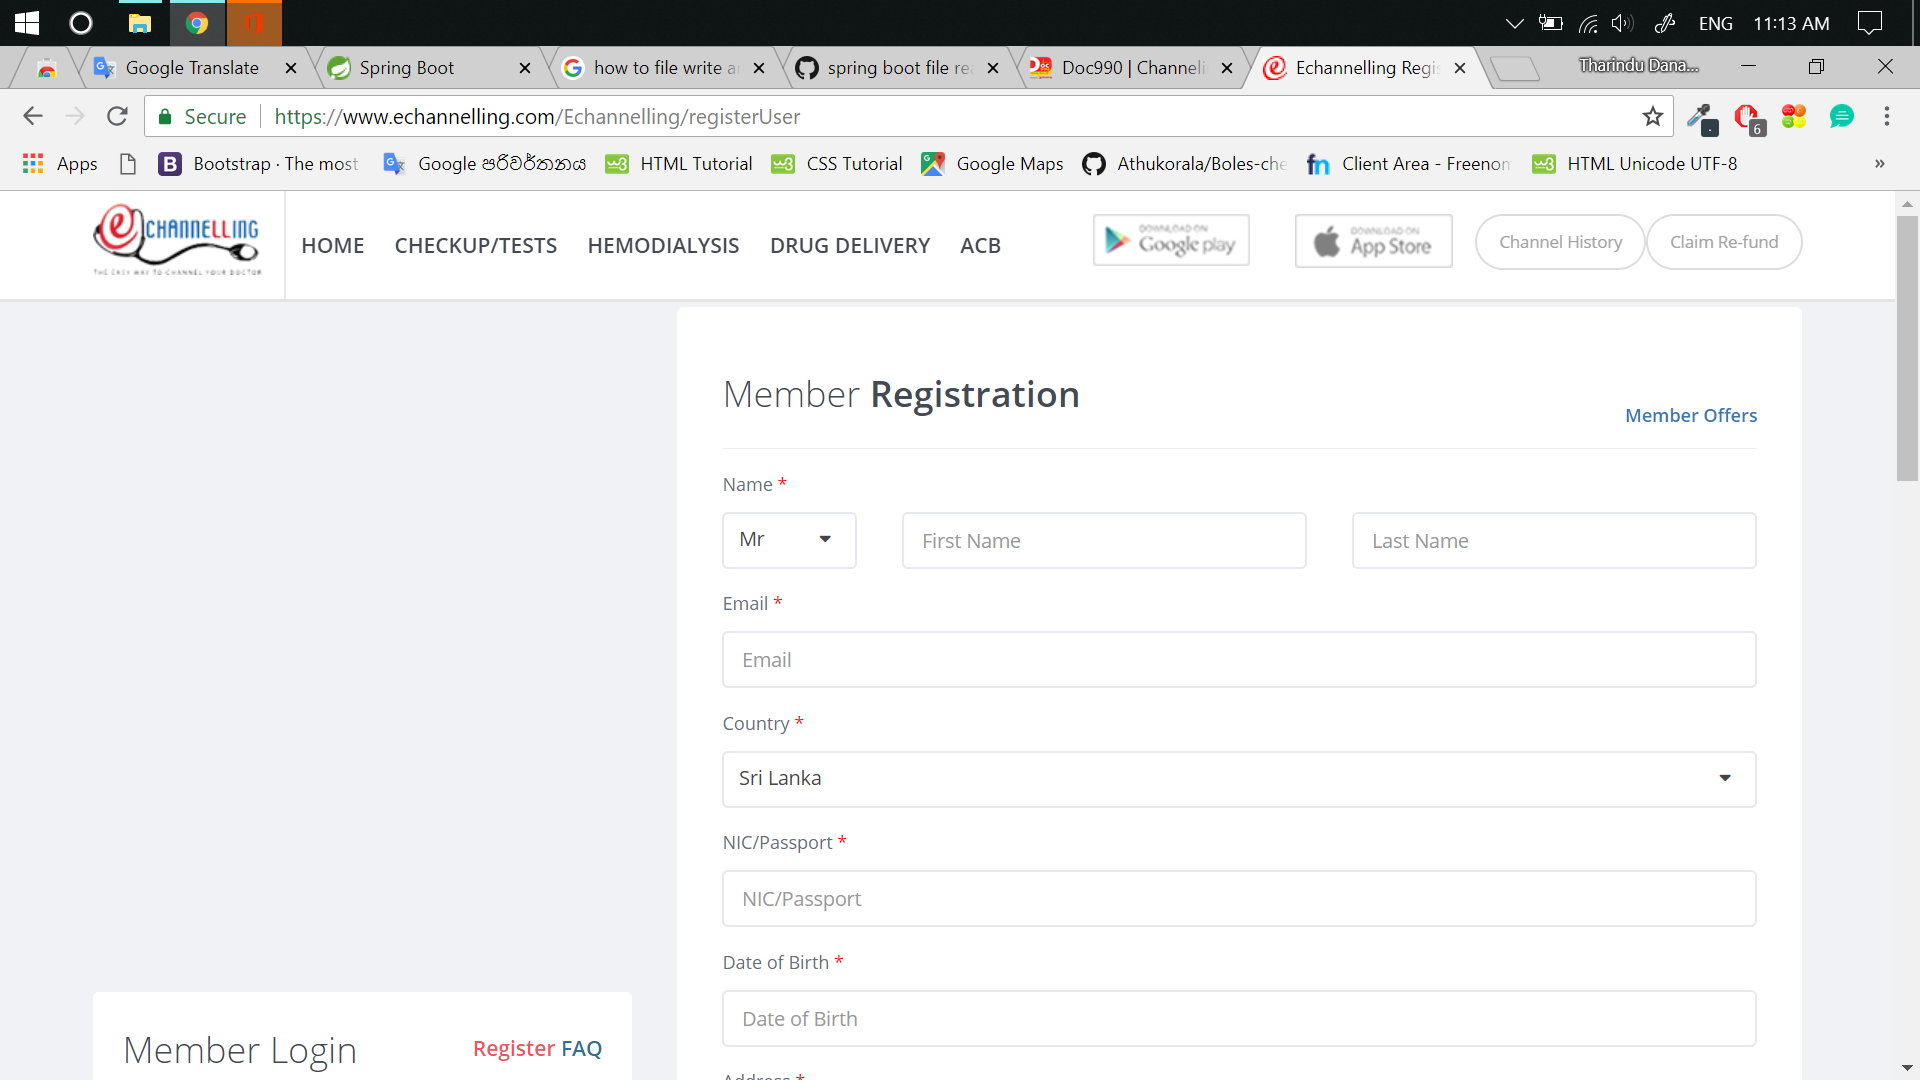 ENG 11:13 AM
Google Translate
Spring Boot
how to file write a
spring boot file re
Doc990 | Channeli
Echannelling Regi
Tharindu Dana...
Secure https://www.echannelling.com/Echannelling/registerUser
6
Apps
Bootstrap · The most
Google පරිවර්තනය
HTML Tutorial
CSS Tutorial
Google Maps
Athukorala/Boles-che
Client Area - Freenom
HTML Unicode UTF-8
»
eCHANNELLING
THE EASY WAY TO CHANNEL YOUR DOCTOR
HOME CHECKUP/TESTS HEMODIALYSIS DRUG DELIVERY ACB
DOWNLOAD ON
Google play
DOWNLOAD ON
App Store
Channel History
Claim Re-fund
Member Registration
Member Offers
Name *
Mr First Name Last Name
Email *
Email
Country *
Sri Lanka
NIC/Passport *
NIC/Passport
Date of Birth *
Date of Birth
Address *
Member Login Register FAQ